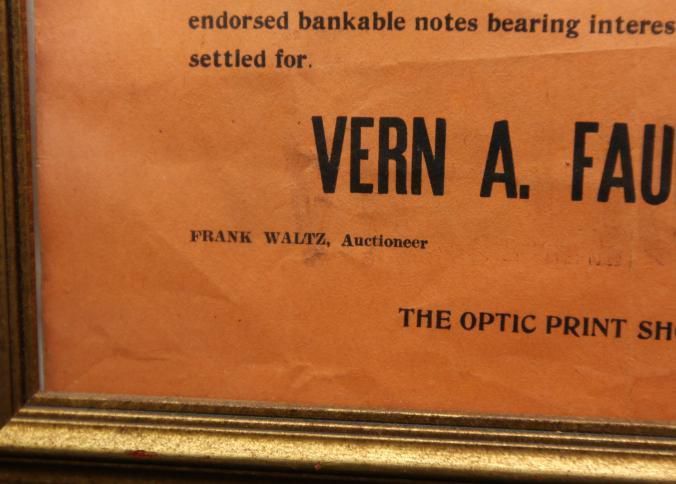 endorsed bankable notes bearing interes
settled for.
VERN A. FAU
FRANK WALTZ, Auctioneer
THE OPTIC PRINT SH